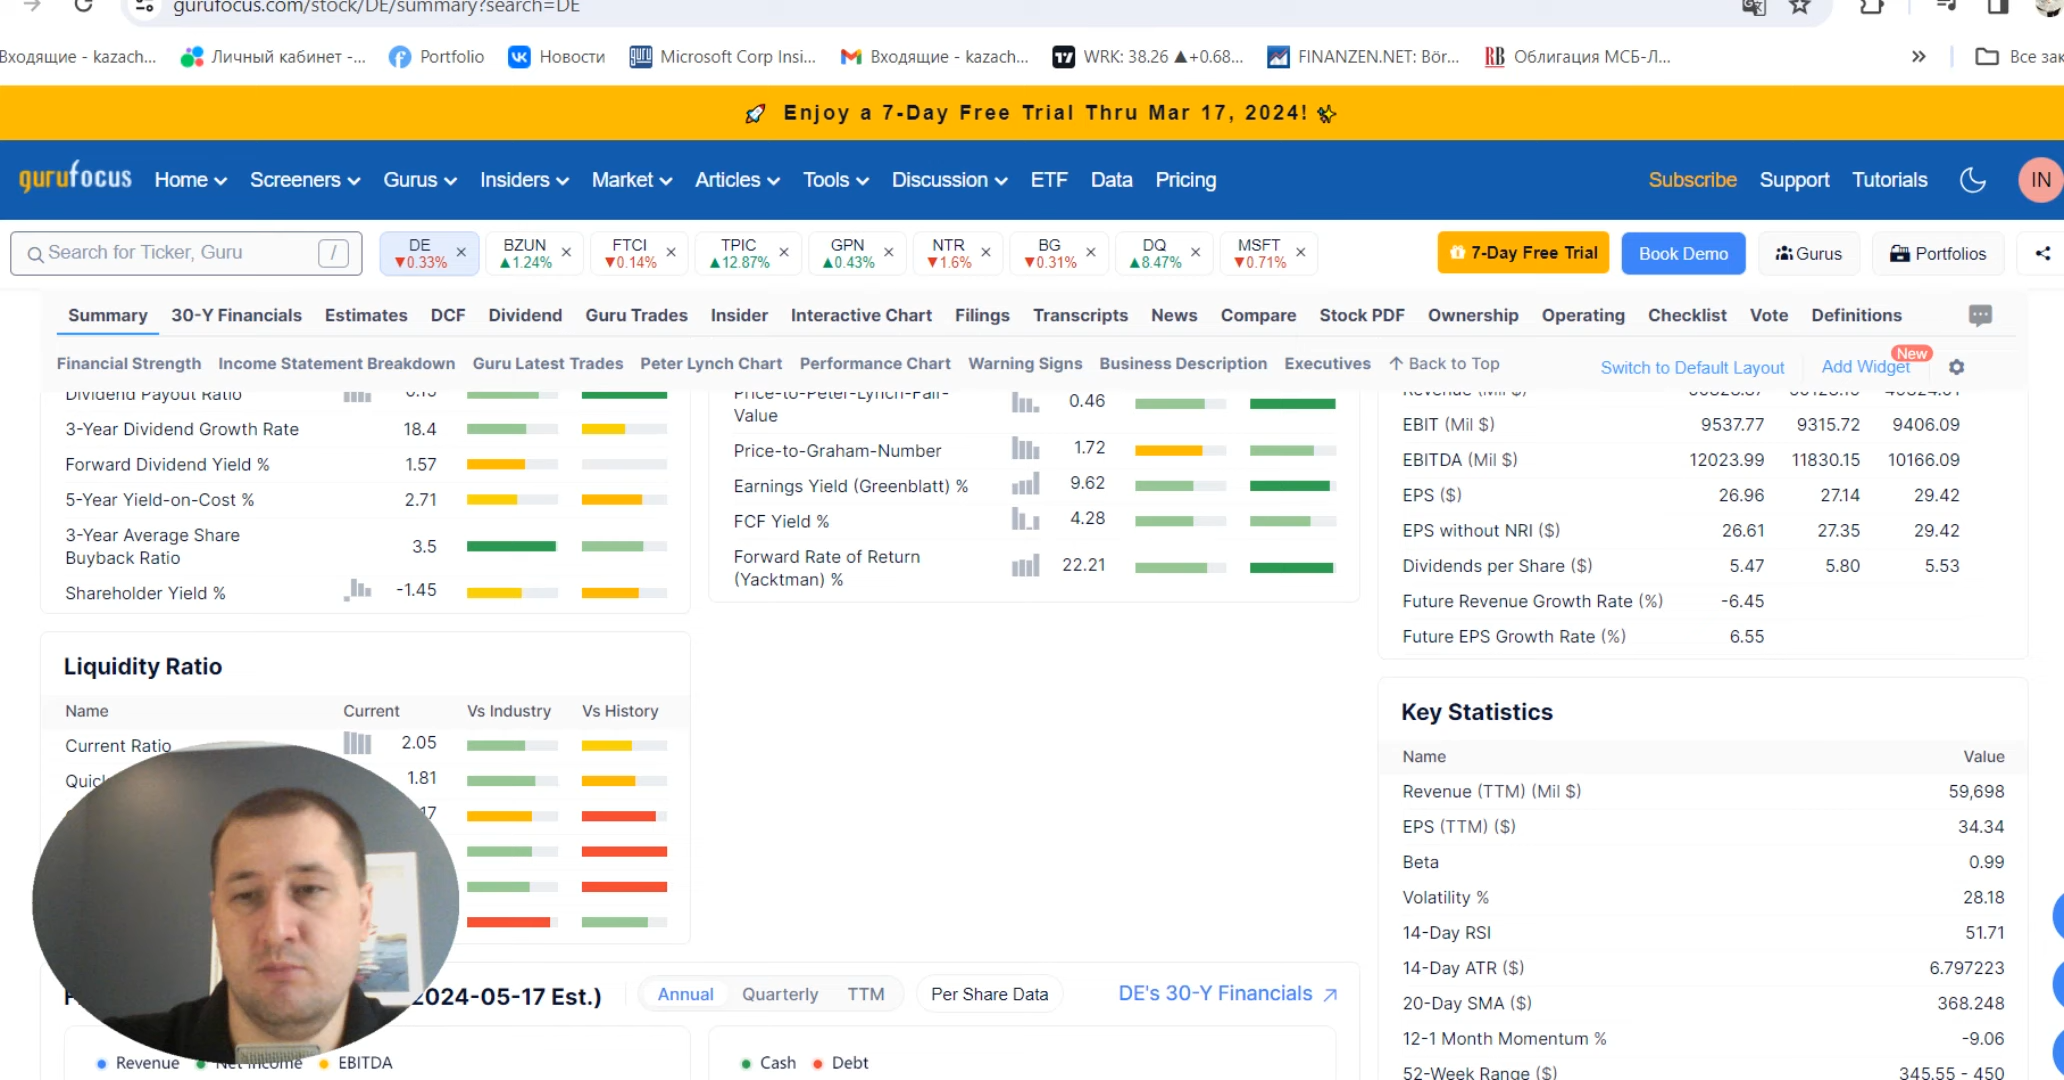 gurufocus.com/stock/DE/summary?search=DE
Входящие - kazach...
Личный кабинет -...
Portfolio
Новости
Microsoft Corp Insi...
Входящие - kazach...
WRK: 38.26 ▲+0.68...
FINANZEN.NET: Bör...
Облигация МСБ-Л...
»
Все зак
Enjoy a 7-Day Free Trial Thru Mar 17, 2024!
gurufocus
Home Screeners Gurus Insiders Market Articles Tools Discussion ETF Data Pricing
Subscribe Support Tutorials IN
Search for Ticker, Guru /
DE ▼0.33% ×
BZUN ▲1.24% ×
FTCI ▼0.14% ×
TPIC ▲12.87% ×
GPN ▲0.43% ×
NTR ▼1.6% ×
BG ▼0.31% ×
DQ ▲8.47% ×
MSFT ▼0.71% ×
7-Day Free Trial
Book Demo
Gurus
Portfolios
Summary 30-Y Financials Estimates DCF Dividend Guru Trades Insider Interactive Chart Filings Transcripts News Compare Stock PDF Ownership Operating Checklist Vote Definitions
Financial Strength Income Statement Breakdown Guru Latest Trades Peter Lynch Chart Performance Chart Warning Signs Business Description Executives ↑ Back to Top
Switch to Default Layout
Add Widget
New
Dividend Payout Ratio
3-Year Dividend Growth Rate 18.4
Forward Dividend Yield % 1.57
5-Year Yield-on-Cost % 2.71
3-Year Average Share
Buyback Ratio 3.5
Shareholder Yield % -1.45
Price-to-Peter-Lynch-Fair-
Value 0.46
Price-to-Graham-Number 1.72
Earnings Yield (Greenblatt) % 9.62
FCF Yield % 4.28
Forward Rate of Return
(Yacktman) % 22.21
EBIT (Mil $) 9537.77 9315.72 9406.09
EBITDA (Mil $) 12023.99 11830.15 10166.09
EPS ($) 26.96 27.14 29.42
EPS without NRI ($) 26.61 27.35 29.42
Dividends per Share ($) 5.47 5.80 5.53
Future Revenue Growth Rate (%) -6.45
Future EPS Growth Rate (%) 6.55
Liquidity Ratio
Name Current Vs Industry Vs History
Current Ratio 2.05
1.81
Key Statistics
Name Value
Revenue (TTM) (Mil $) 59,698
EPS (TTM) ($) 34.34
Beta 0.99
Volatility % 28.18
14-Day RSI 51.71
14-Day ATR ($) 6.797223
20-Day SMA ($) 368.248
12-1 Month Momentum % -9.06
52-Week Range ($) 345.55 - 450
2024-05-17 Est.)
Annual Quarterly TTM
Per Share Data
DE's 30-Y Financials
Revenue Net Income EBITDA
Cash Debt